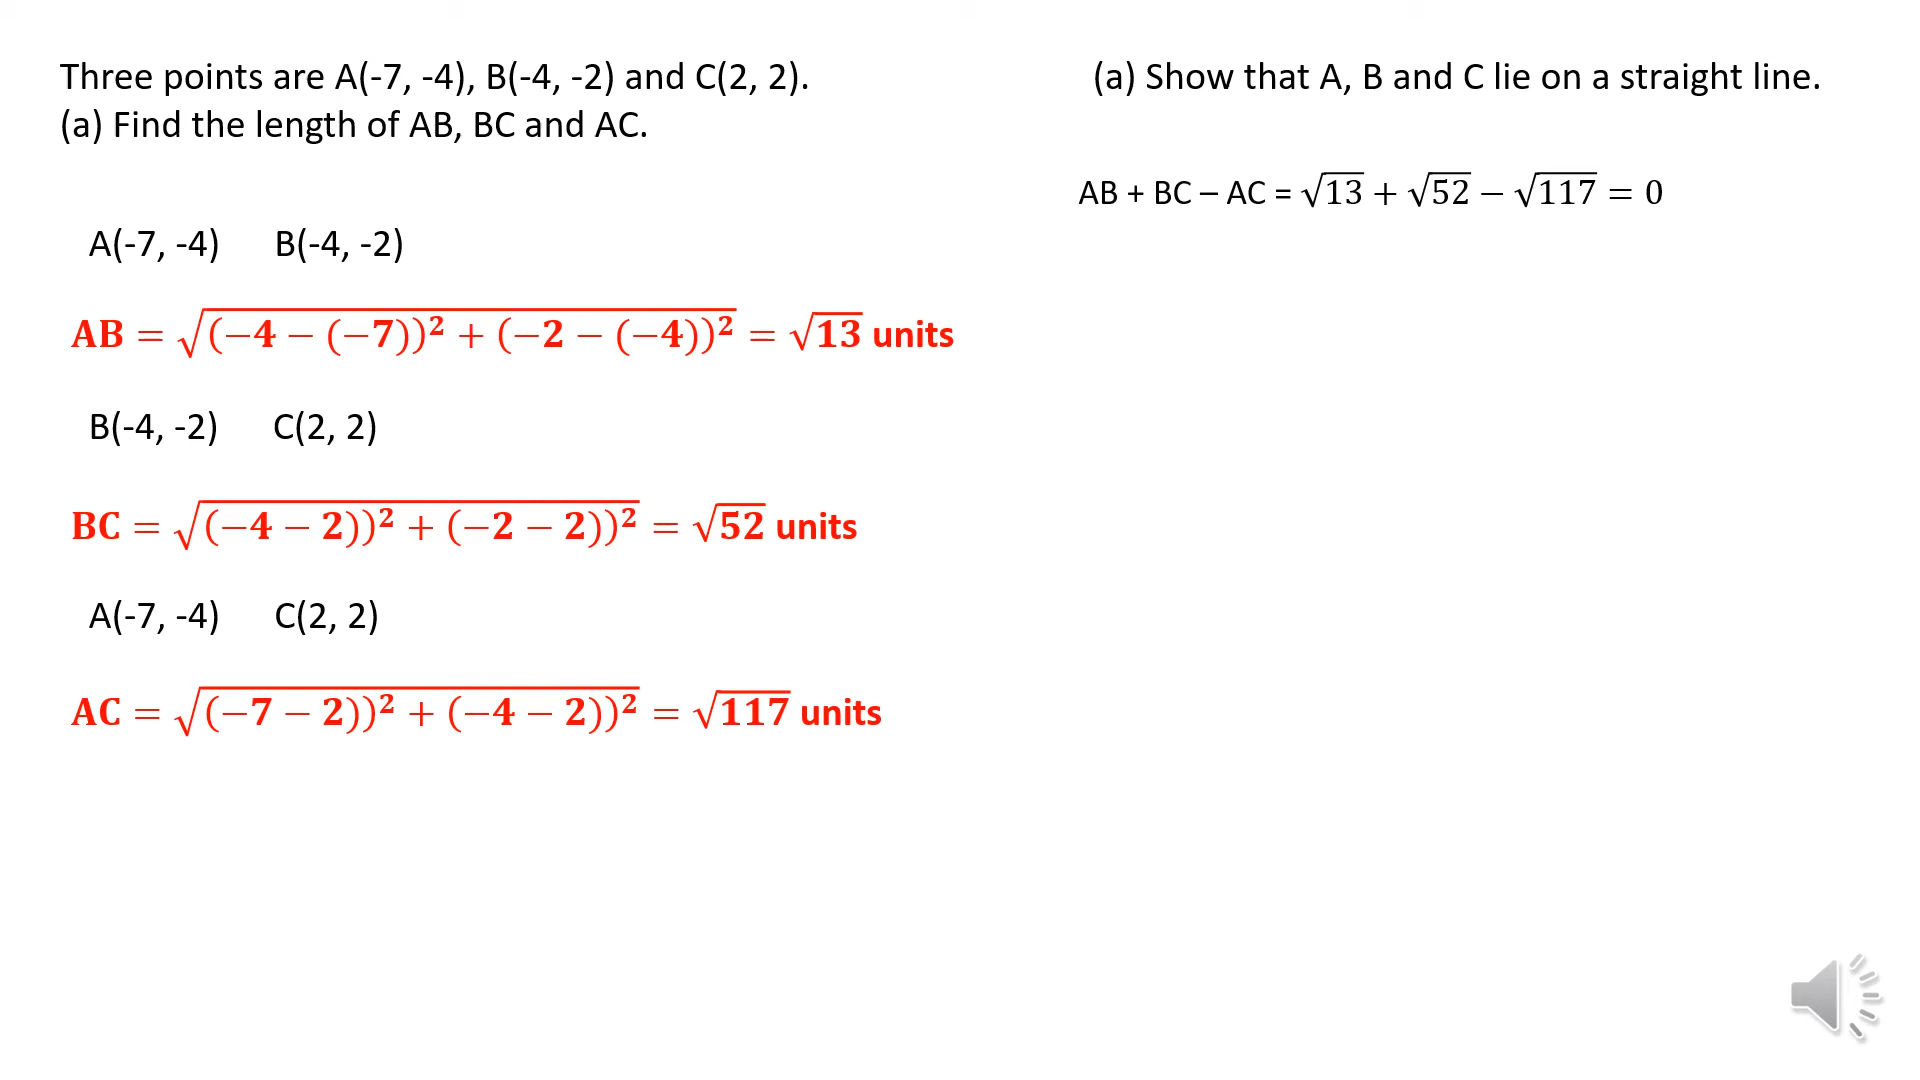 Three points are A(-7, -4), B(-4, -2) and C(2, 2).
(a) Find the length of AB, BC and AC.
A(-7, -4) B(-4, -2)
AB = √((−4 − (−7))² + (−2 − (−4))²) = √13 units
B(-4, -2) C(2, 2)
BC = √((−4 − 2))² + (−2 − 2))²) = √52 units
A(-7, -4) C(2, 2)
AC = √((−7 − 2))² + (−4 − 2))²) = √117 units
(a) Show that A, B and C lie on a straight line.
AB + BC – AC = √13 + √52 − √117 = 0